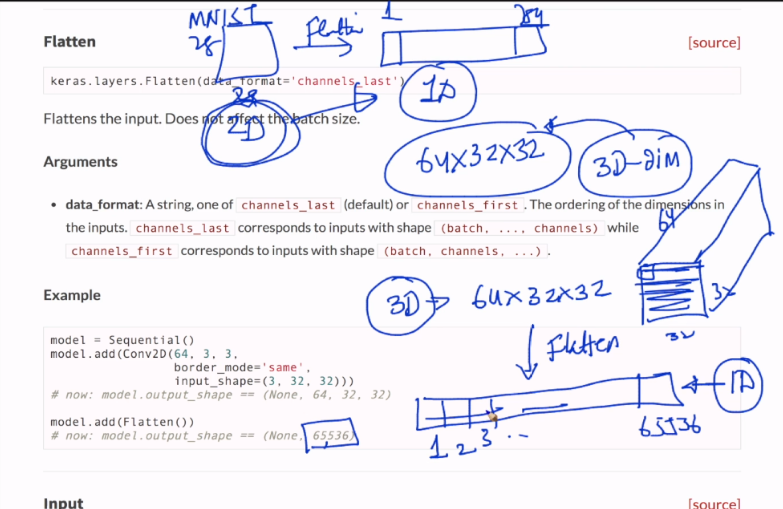 MNIST
28
Flatten
1
784
Flatten
[source]
keras.layers.Flatten(data_format='channels_last')
28
2D
1D
Flattens the input. Does not affect the batch size.
64X32X32
3D-dim
Arguments
data_format: A string, one of channels_last (default) or channels_first . The ordering of the dimensions in
the inputs. channels_last corresponds to inputs with shape (batch, ..., channels) while
channels_first corresponds to inputs with shape (batch, channels, ...) .
64
32
32
Example
3D → 64X32X32
Flatten
model = Sequential()
model.add(Conv2D(64, 3, 3,
border_mode='same',
input_shape=(3, 32, 32)))
# now: model.output_shape == (None, 64, 32, 32)
1D
model.add(Flatten())
# now: model.output_shape == (None, 65536)
1 2 3 ..
65536
Input
[source]